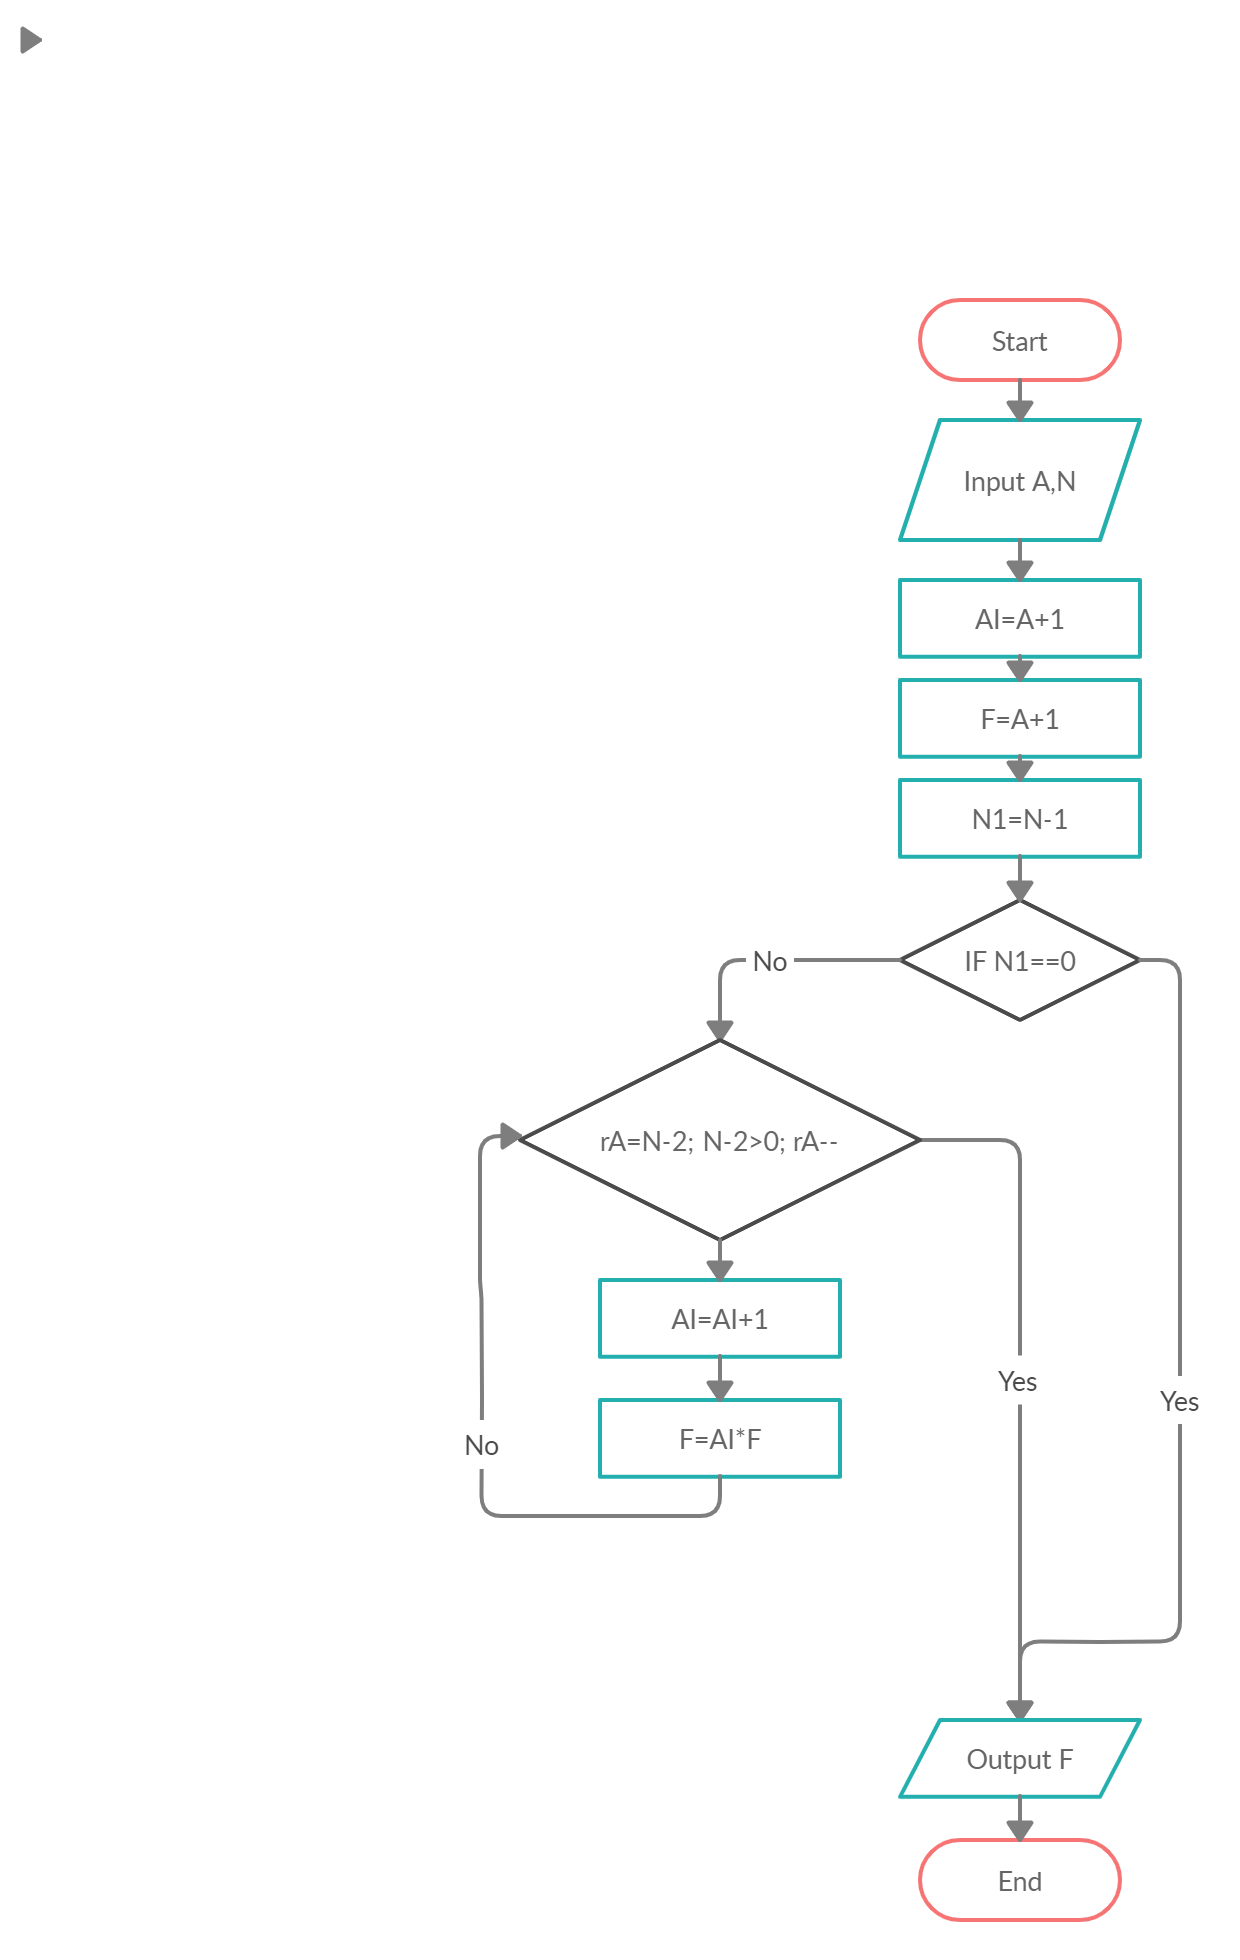 Start
Input A,N
AI=A+1
F=A+1
N1=N-1
IF N1==0
No
rA=N-2; N-2>0; rA--
AI=AI+1
F=AI*F
No
Yes
Yes
Output F
End